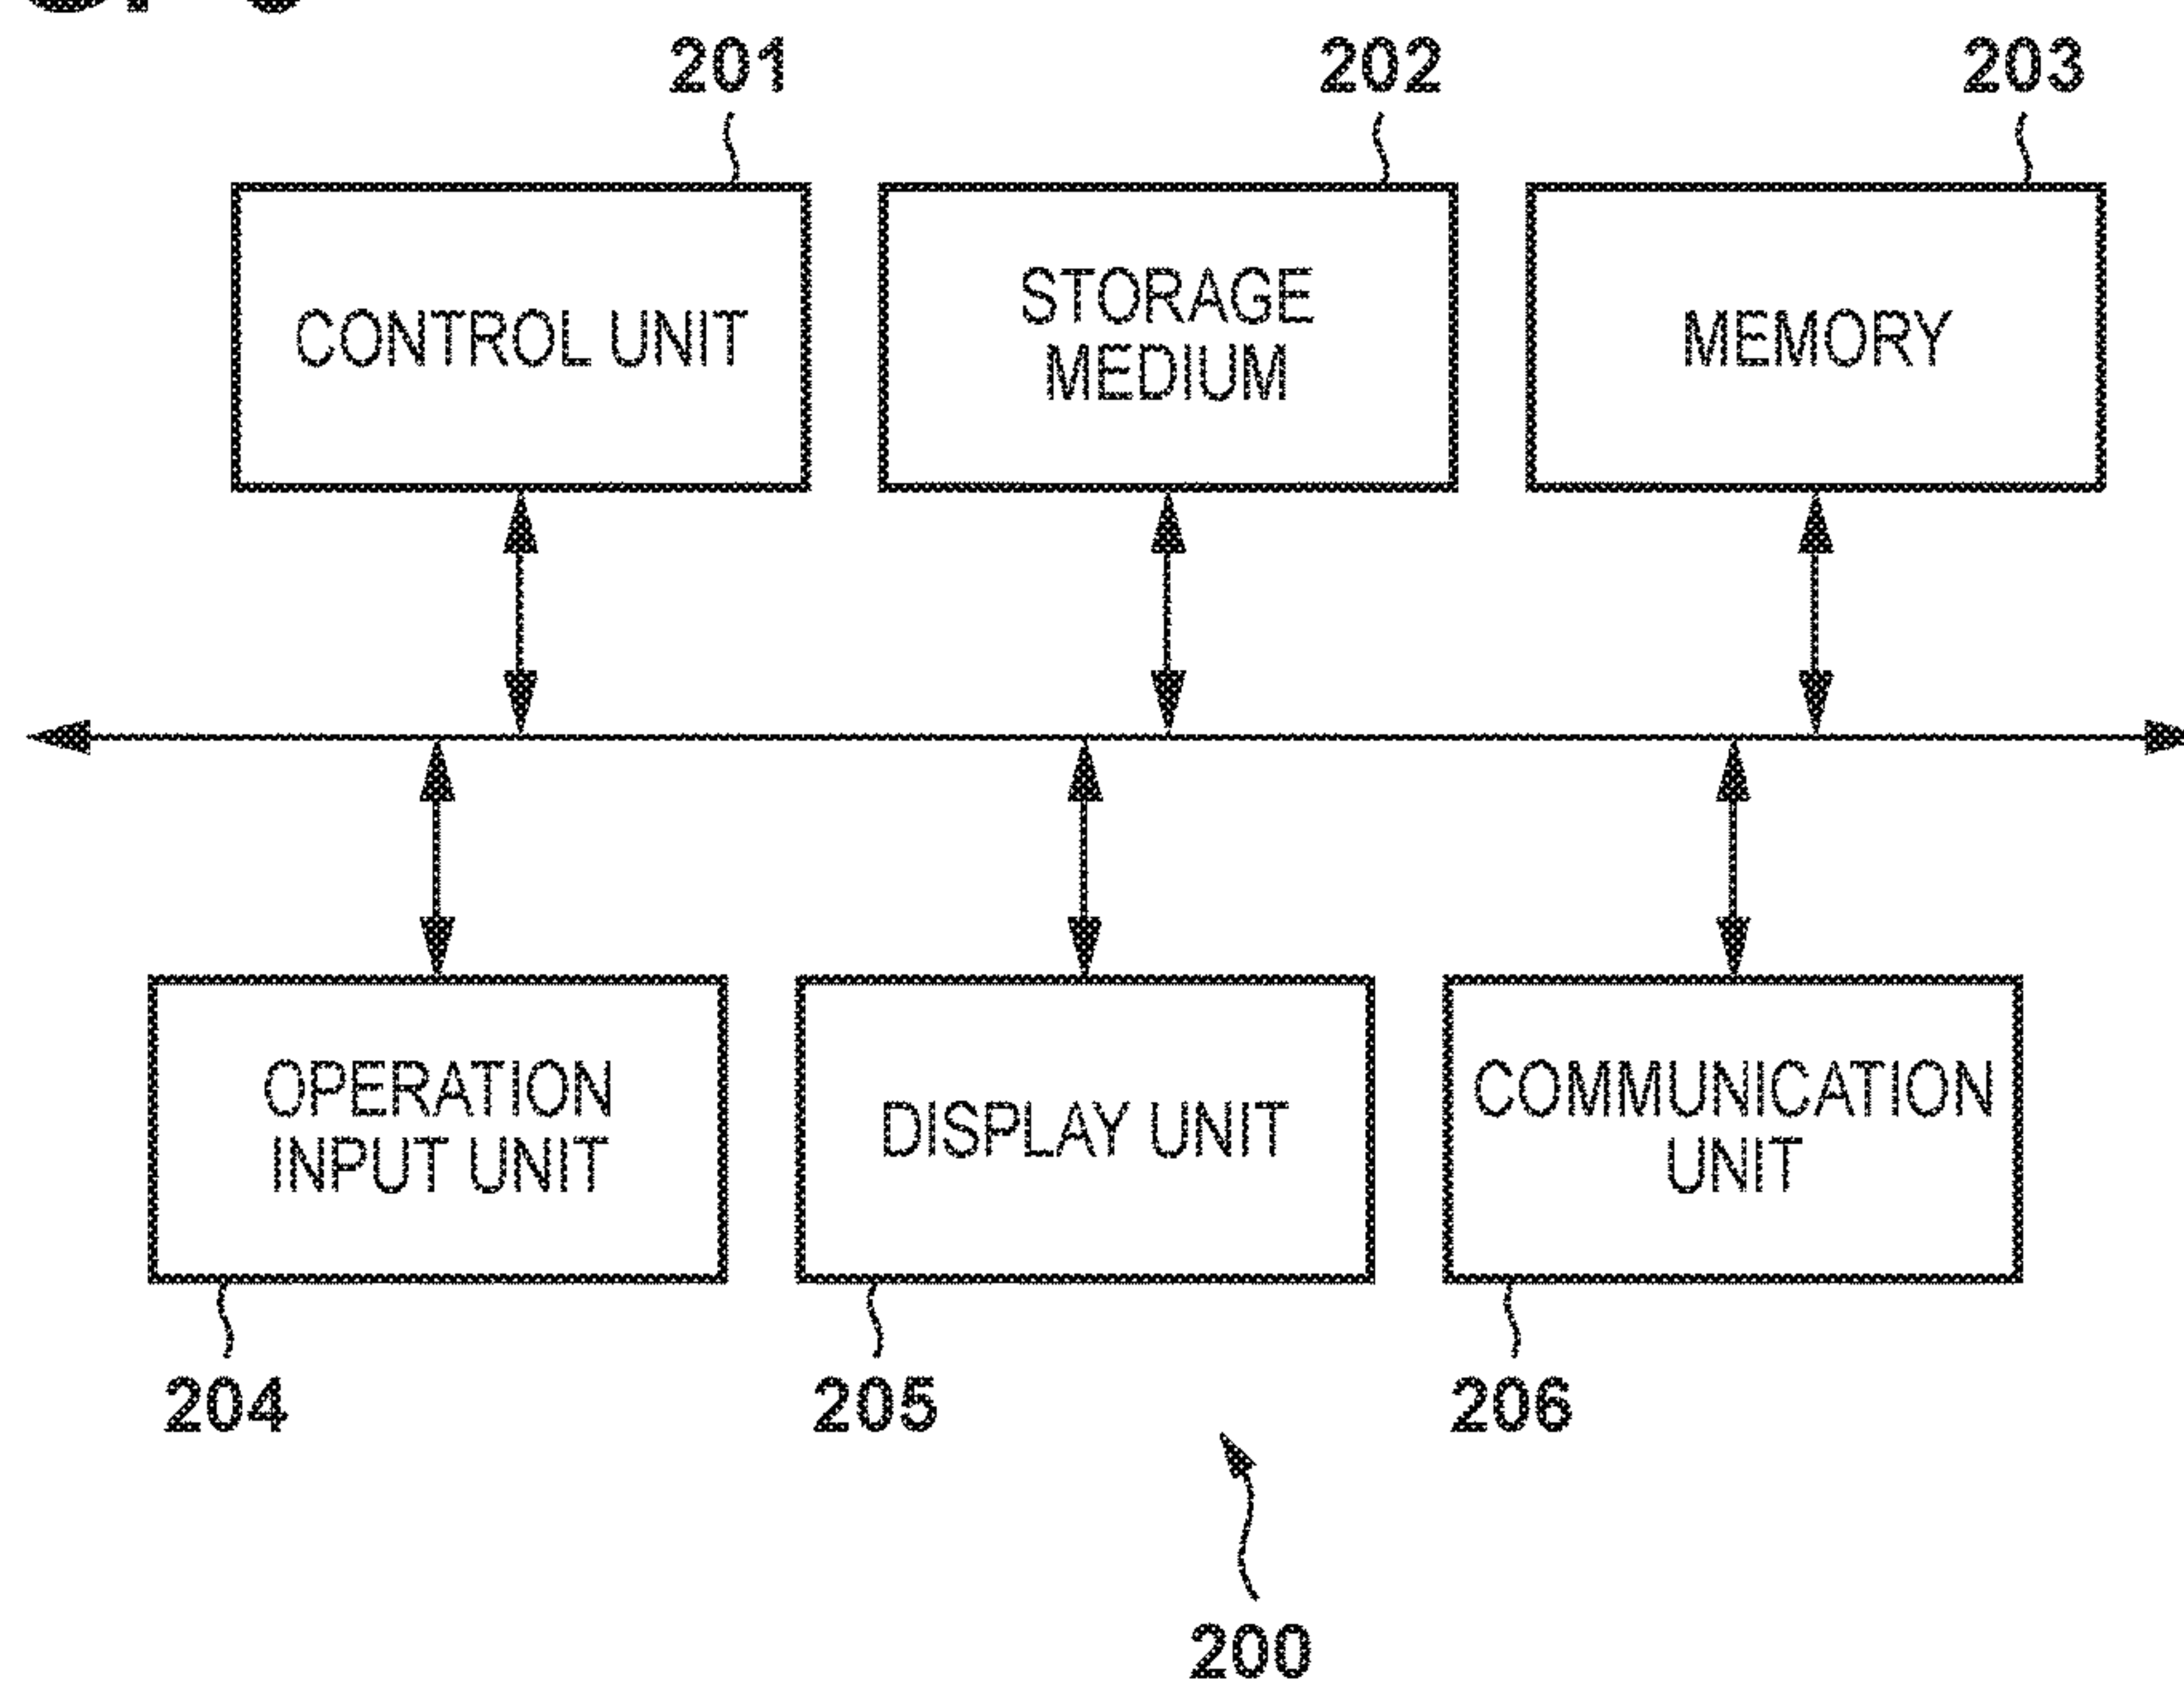 201
202
203
CONTROL UNIT
STORAGE
MEDIUM
MEMORY
OPERATION
INPUT UNIT
DISPLAY UNIT
COMMUNICATION
UNIT
204
205
206
200